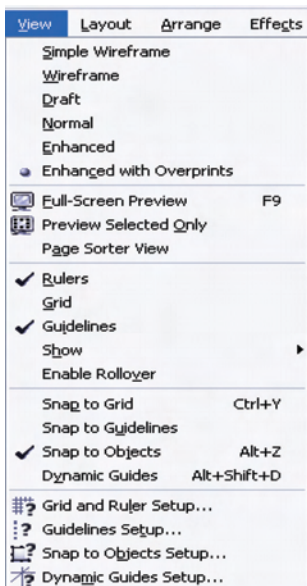 View Layout Arrange Effects
Simple Wireframe
Wireframe
Draft
Normal
Enhanced
Enhanced with Overprints
Full-Screen Preview F9
Preview Selected Only
Page Sorter View
Rulers
Grid
Guidelines
Show
Enable Rollover
Snap to Grid Ctrl+Y
Snap to Guidelines
Snap to Objects Alt+Z
Dynamic Guides Alt+Shift+D
Grid and Ruler Setup...
Guidelines Setup...
Snap to Objects Setup...
Dynamic Guides Setup...